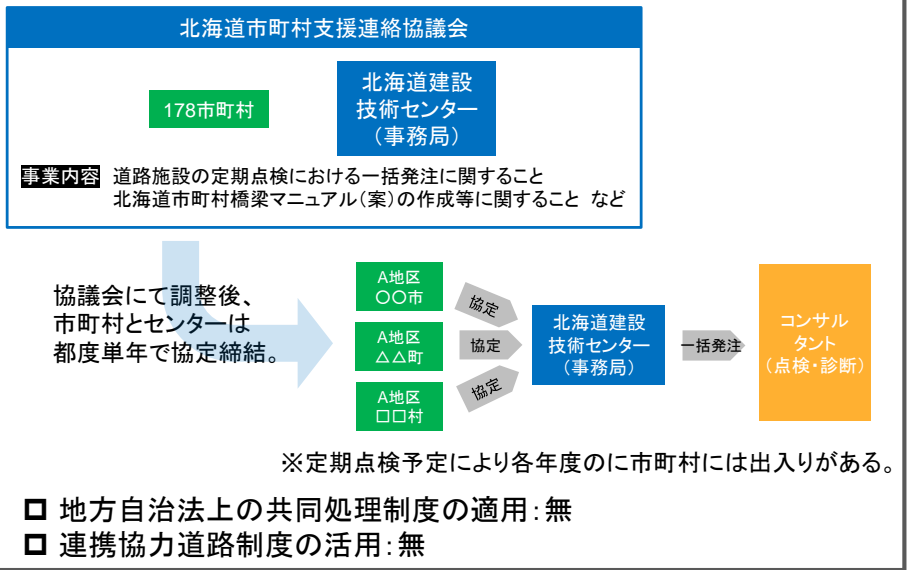 北海道市町村支援連絡協議会
178市町村
北海道建設
技術センター
（事務局）
事業内容 道路施設の定期点検における一括発注に関すること
北海道市町村橋梁マニュアル（案）の作成等に関すること など
協議会にて調整後、
市町村とセンターは
都度単年で協定締結。
A地区
〇〇市
協定
A地区
△△町
協定
A地区
□□村
協定
北海道建設
技術センター
（事務局）
一括発注
コンサル
タント
（点検・診断）
※定期点検予定により各年度のに市町村には出入りがある。
地方自治法上の共同処理制度の適用：無
連携協力道路制度の活用：無